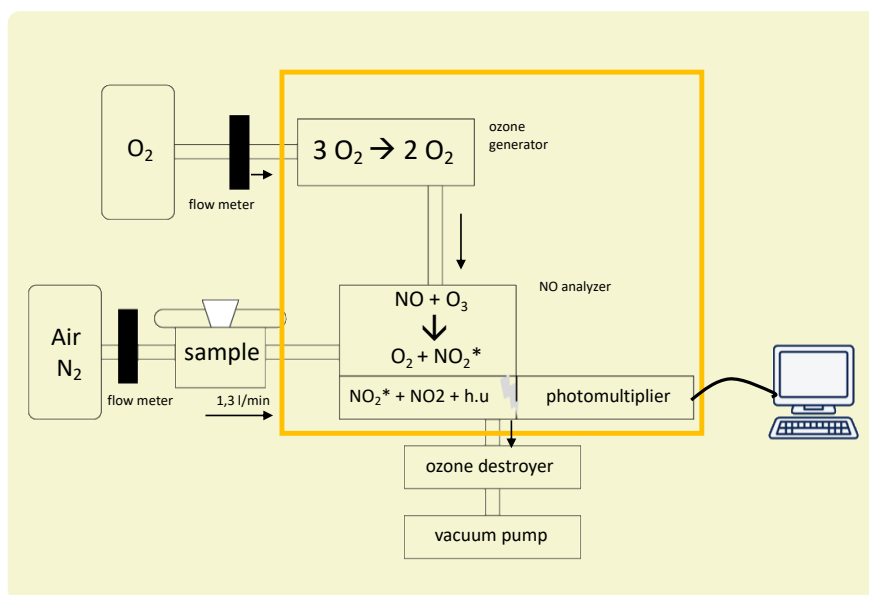 O₂
flow meter
3 O₂ → 2 O₂
ozone
generator
NO analyzer
NO + O₃
↓
O₂ + NO₂*
NO₂* + NO2 + h.u
photomultiplier
Air
N₂
flow meter
sample
1,3 l/min
ozone destroyer
vacuum pump